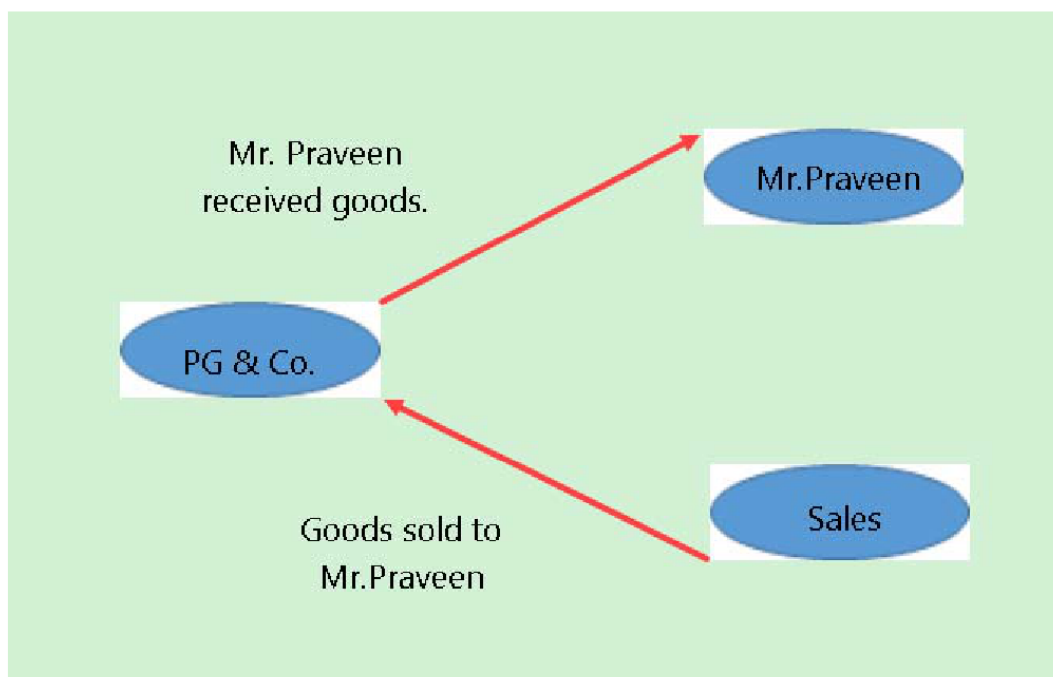 Mr. Praveen
received goods.
Mr.Praveen
PG & Co.
Sales
Goods sold to
Mr.Praveen